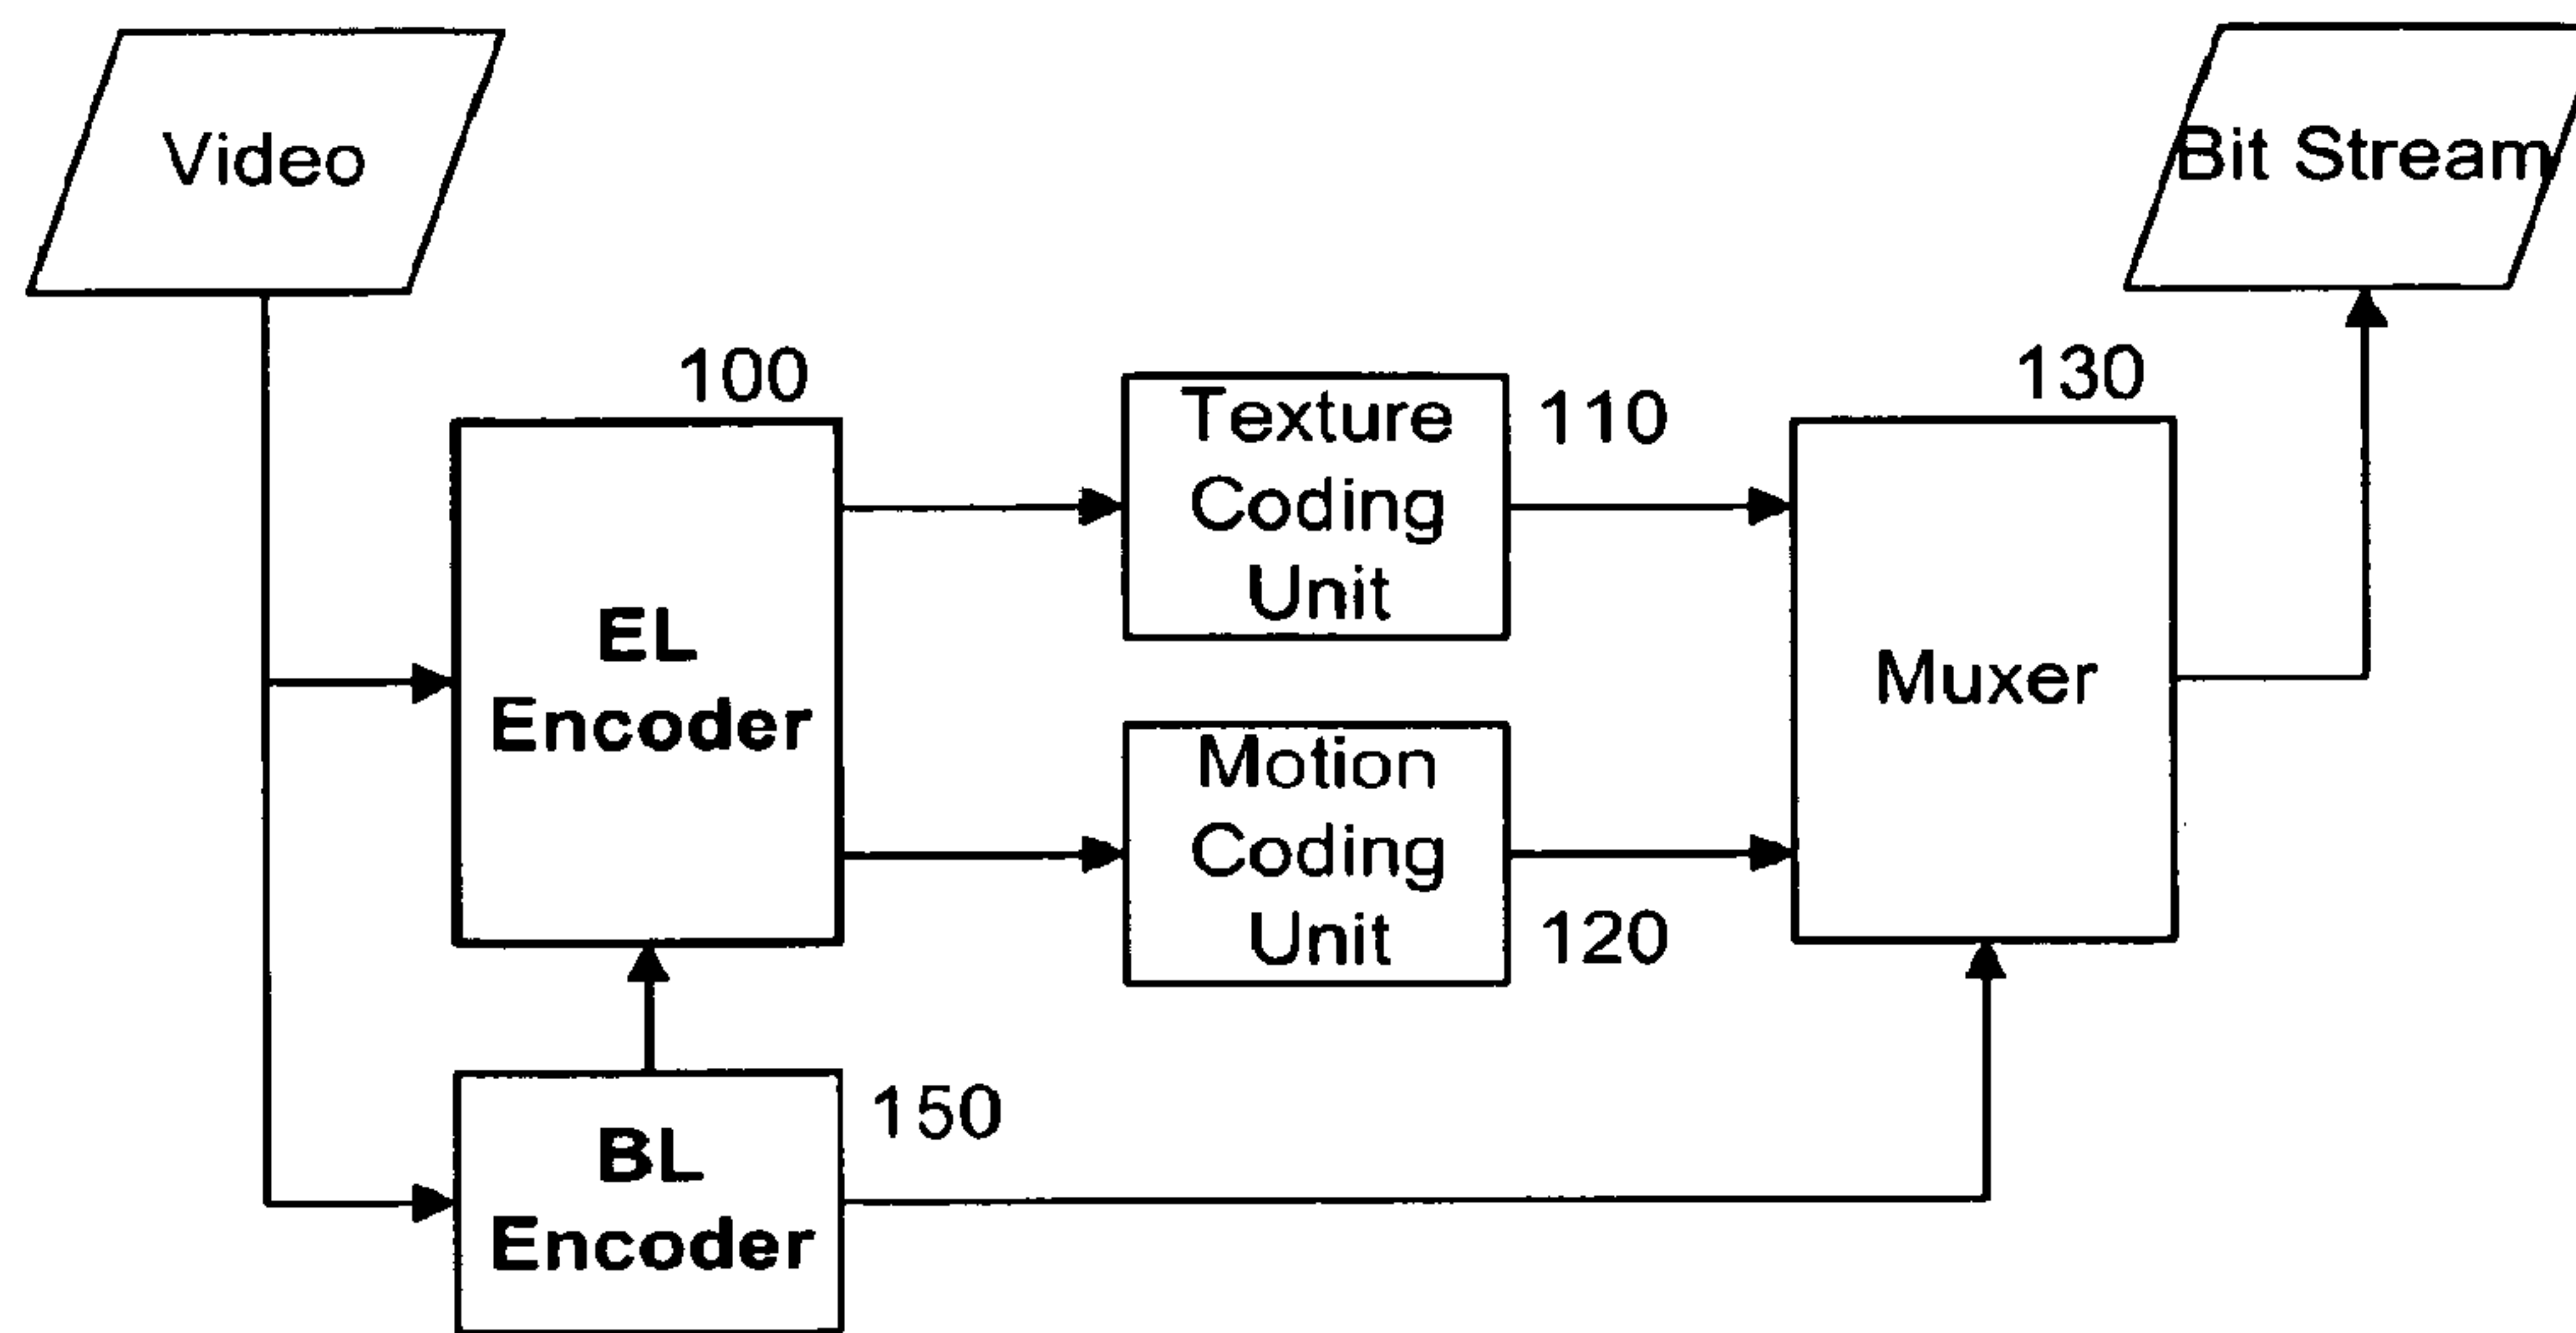 Video
Bit Stream
100
Texture
Coding
Unit
110
130
EL
Encoder
Muxer
Motion
Coding
Unit
120
BL
Encoder
150